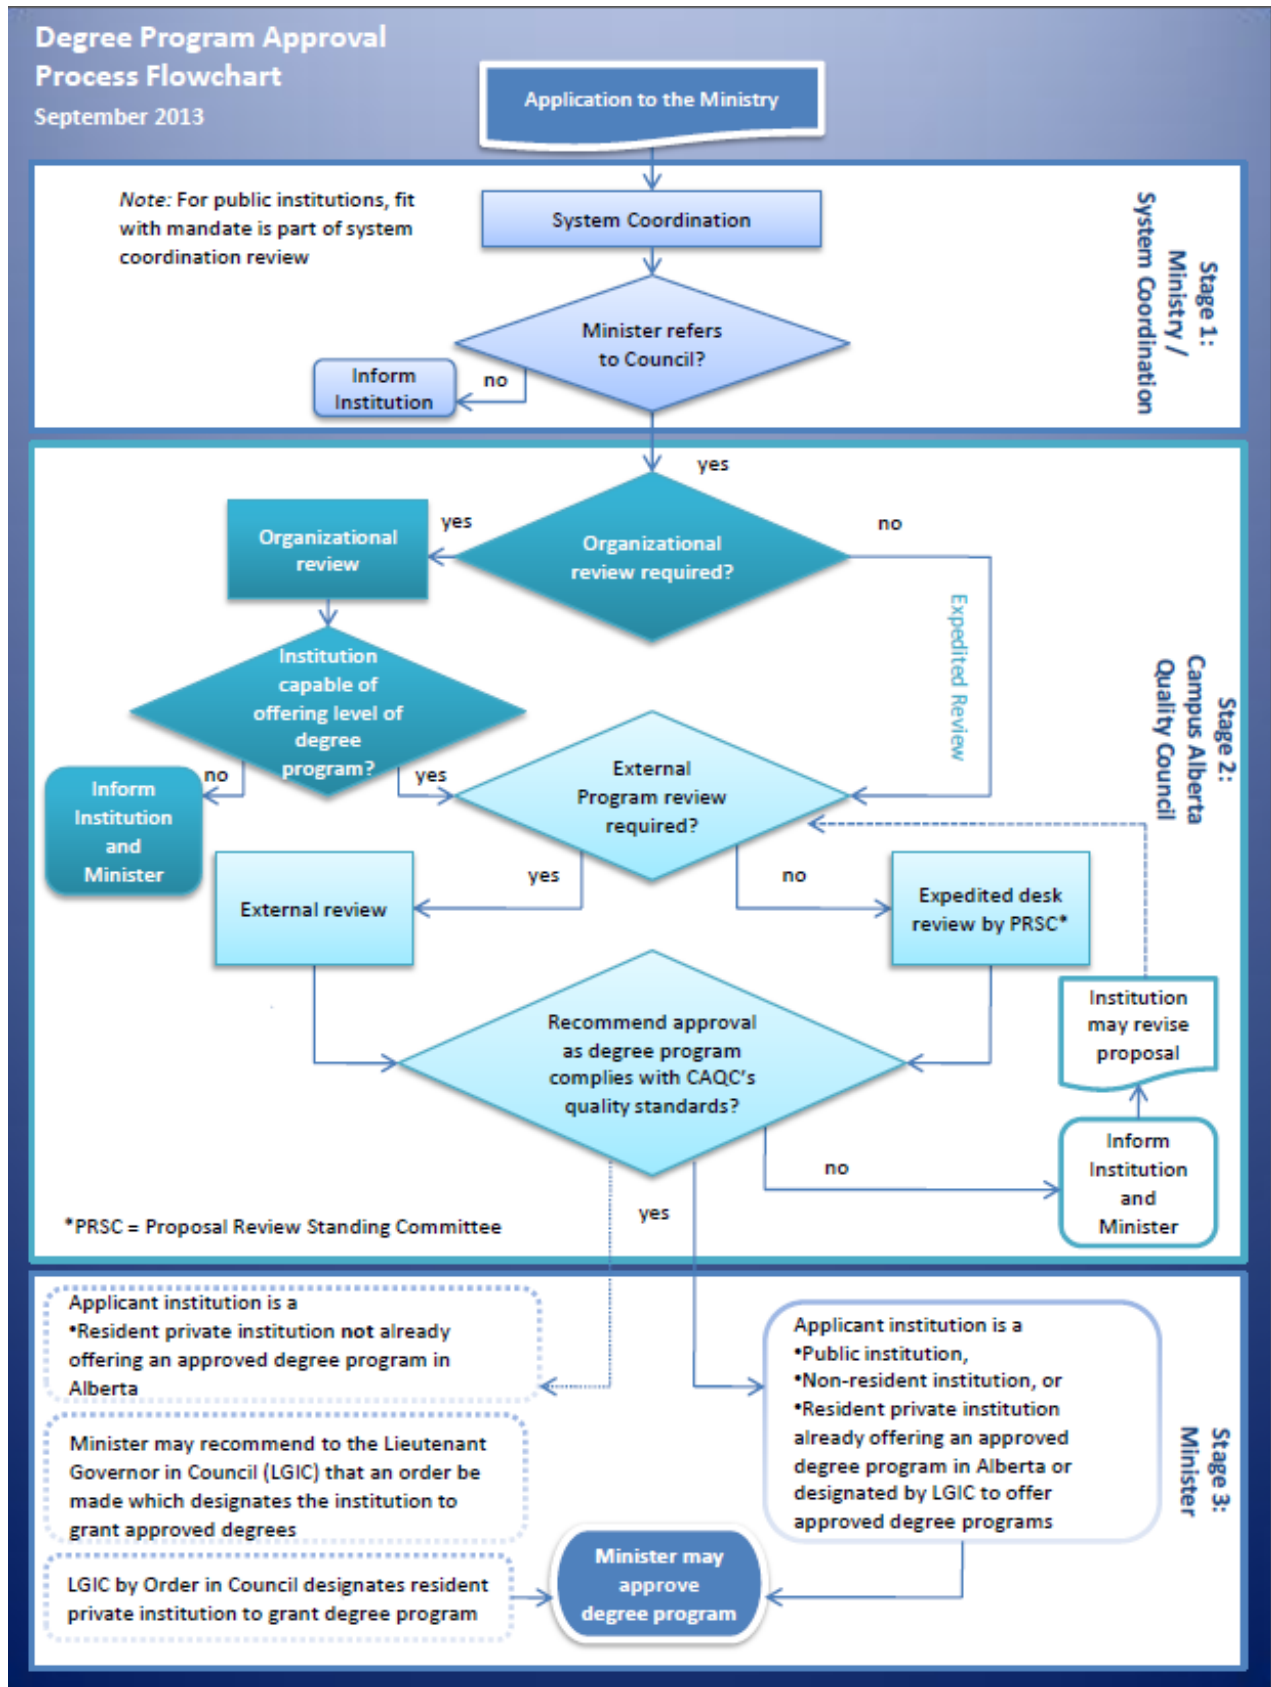 Degree Program Approval
Process Flowchart
September 2013
Application to the Ministry
Note: For public institutions, fit
with mandate is part of system
coordination review
System Coordination
Minister refers
to Council?
no
Inform
Institution
Stage 1:
Ministry /
System Coordination
yes
Organizational
review required?
yes
no
Organizational
review
Expedited Review
Institution
capable of
offering level of
degree
program?
no
yes
Inform
Institution
and
Minister
External
Program review
required?
Stage 2:
Campus Alberta
Quality Council
yes
no
External review
Expedited desk
review by PRSC*
Recommend approval
as degree program
complies with CAQC's
quality standards?
Institution
may revise
proposal
no
Inform
Institution
and
Minister
yes
*PRSC = Proposal Review Standing Committee
Applicant institution is a
•Resident private institution not already
offering an approved degree program in
Alberta
Minister may recommend to the Lieutenant
Governor in Council (LGIC) that an order be
made which designates the institution to
grant approved degrees
LGIC by Order in Council designates resident
private institution to grant degree program
Applicant institution is a
•Public institution,
•Non-resident institution, or
•Resident private institution
already offering an approved
degree program in Alberta or
designated by LGIC to offer
approved degree programs
Minister may
approve
degree program
Stage 3:
Minister